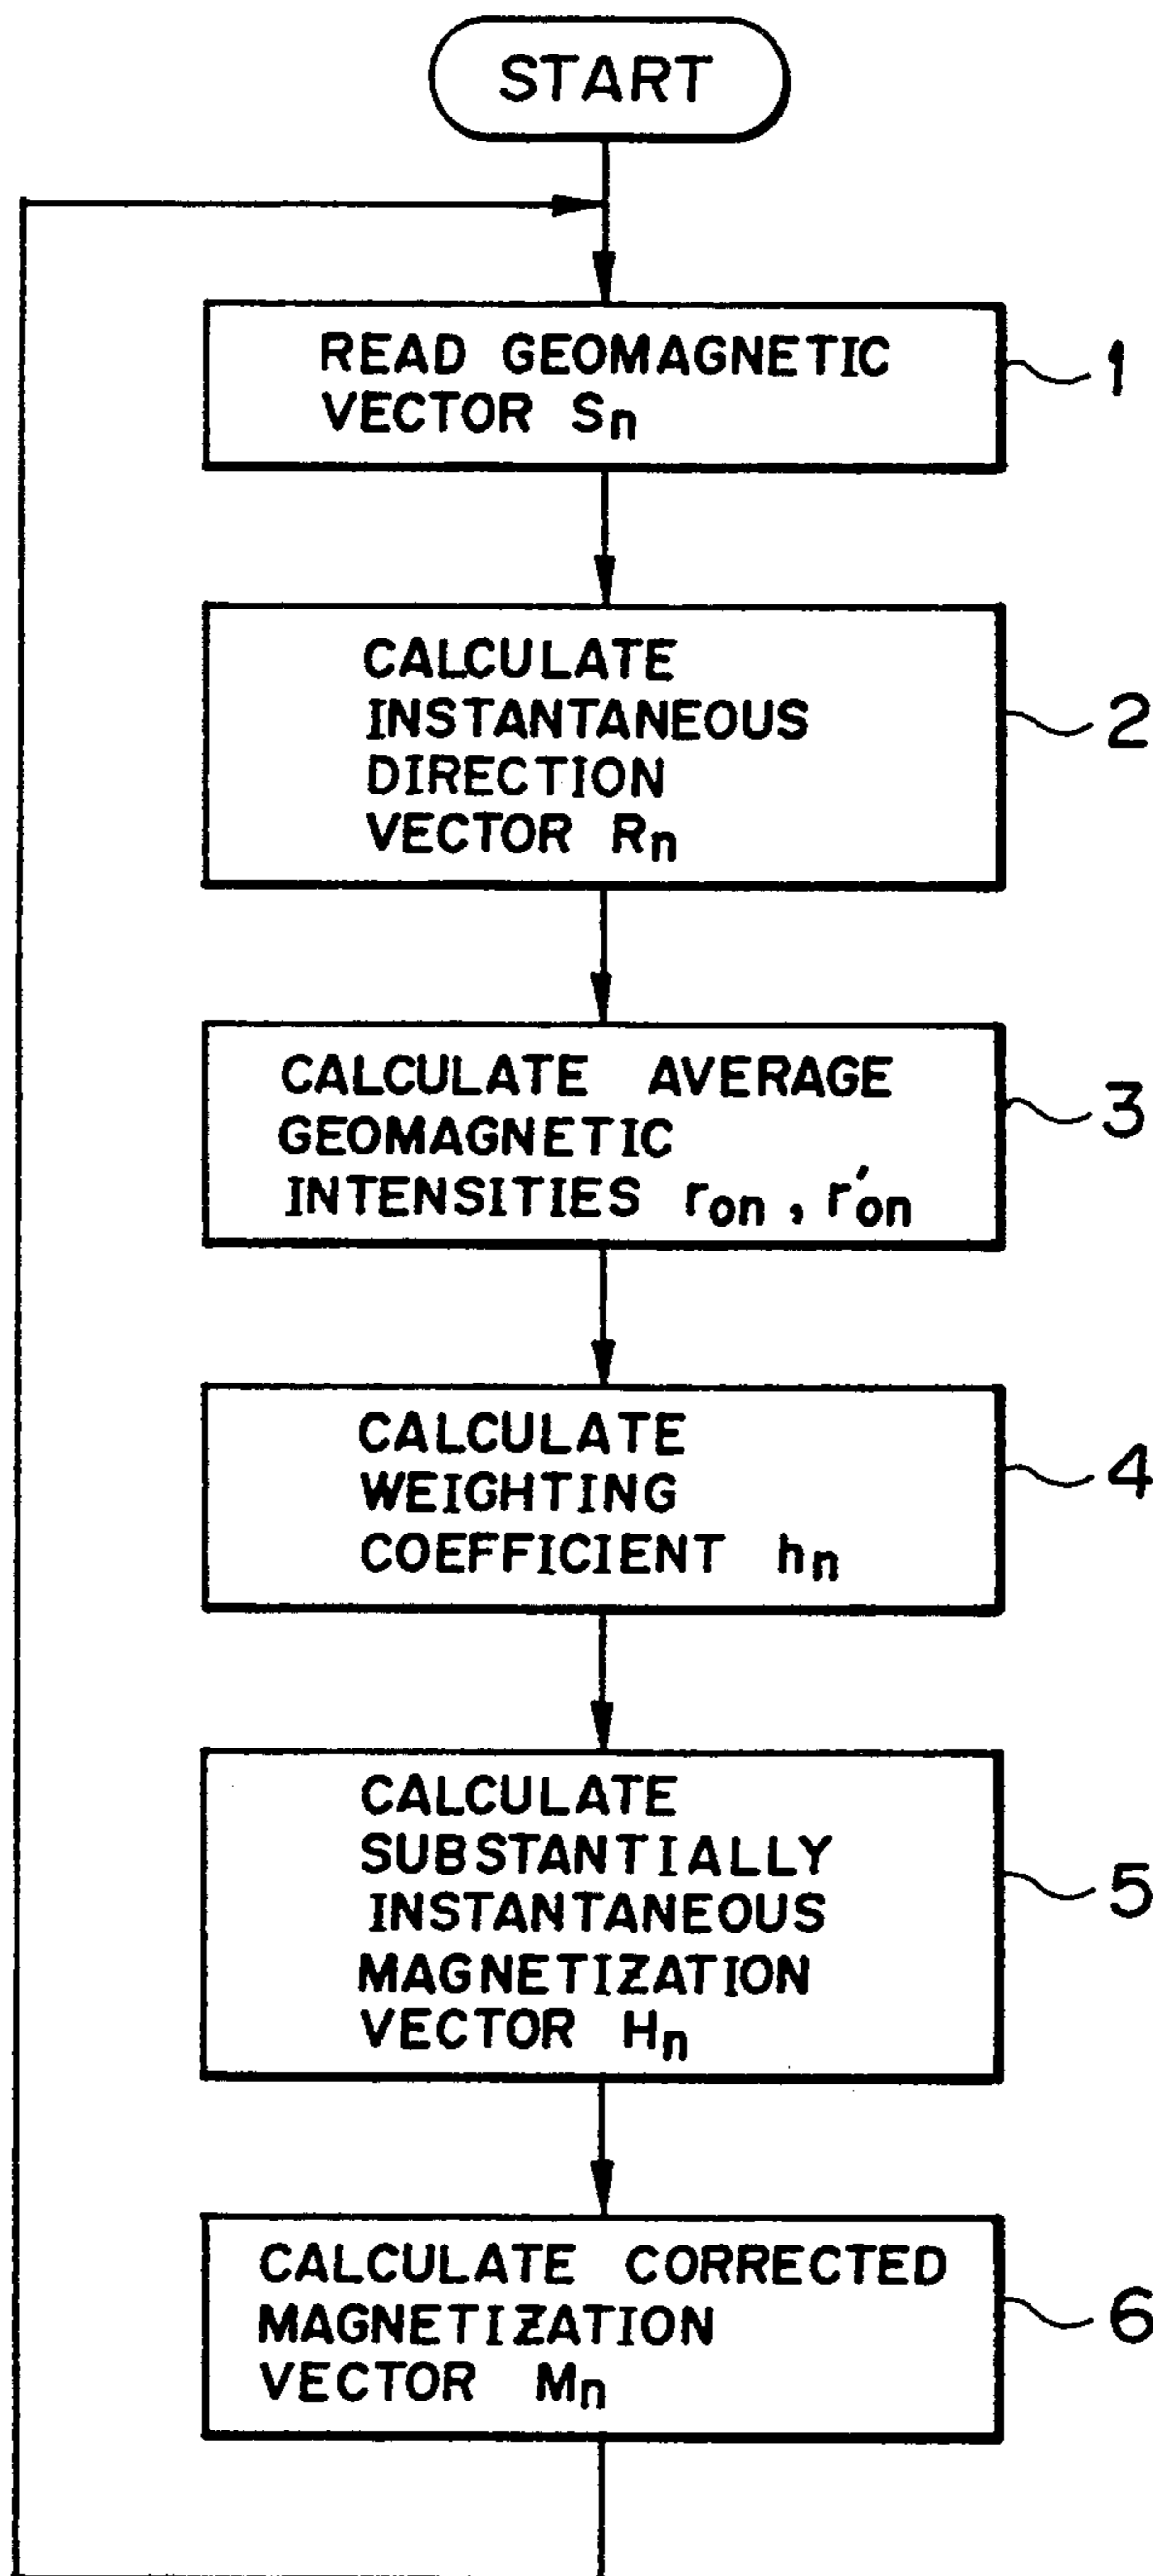 START
READ GEOMAGNETIC
VECTOR Sn
1
CALCULATE
INSTANTANEOUS
DIRECTION
VECTOR Rn
2
CALCULATE AVERAGE
GEOMAGNETIC
INTENSITIES ron , r'on
3
CALCULATE
WEIGHTING
COEFFICIENT hn
4
CALCULATE
SUBSTANTIALLY
INSTANTANEOUS
MAGNETIZATION
VECTOR Hn
5
CALCULATE CORRECTED
MAGNETIZATION
VECTOR Mn
6